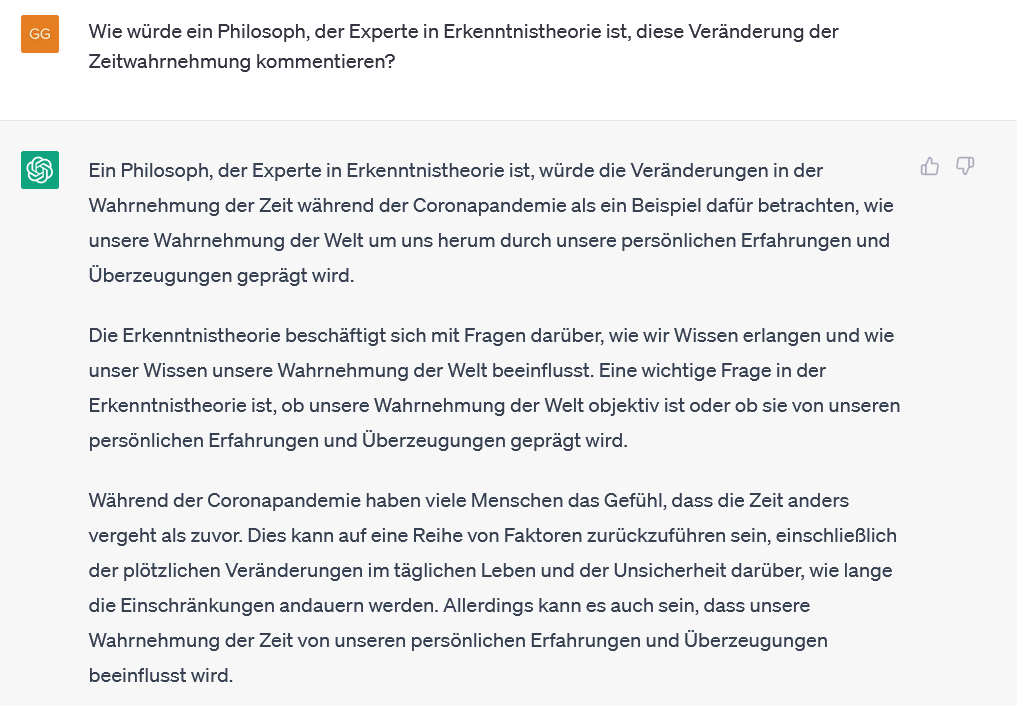 GG
Wie würde ein Philosoph, der Experte in Erkenntnistheorie ist, diese Veränderung der
Zeitwahrnehmung kommentieren?
Ein Philosoph, der Experte in Erkenntnistheorie ist, würde die Veränderungen in der
Wahrnehmung der Zeit während der Coronapandemie als ein Beispiel dafür betrachten, wie
unsere Wahrnehmung der Welt um uns herum durch unsere persönlichen Erfahrungen und
Überzeugungen geprägt wird.
Die Erkenntnistheorie beschäftigt sich mit Fragen darüber, wie wir Wissen erlangen und wie
unser Wissen unsere Wahrnehmung der Welt beeinflusst. Eine wichtige Frage in der
Erkenntnistheorie ist, ob unsere Wahrnehmung der Welt objektiv ist oder ob sie von unseren
persönlichen Erfahrungen und Überzeugungen geprägt wird.
Während der Coronapandemie haben viele Menschen das Gefühl, dass die Zeit anders
vergeht als zuvor. Dies kann auf eine Reihe von Faktoren zurückzuführen sein, einschließlich
der plötzlichen Veränderungen im täglichen Leben und der Unsicherheit darüber, wie lange
die Einschränkungen andauern werden. Allerdings kann es auch sein, dass unsere
Wahrnehmung der Zeit von unseren persönlichen Erfahrungen und Überzeugungen
beeinflusst wird.